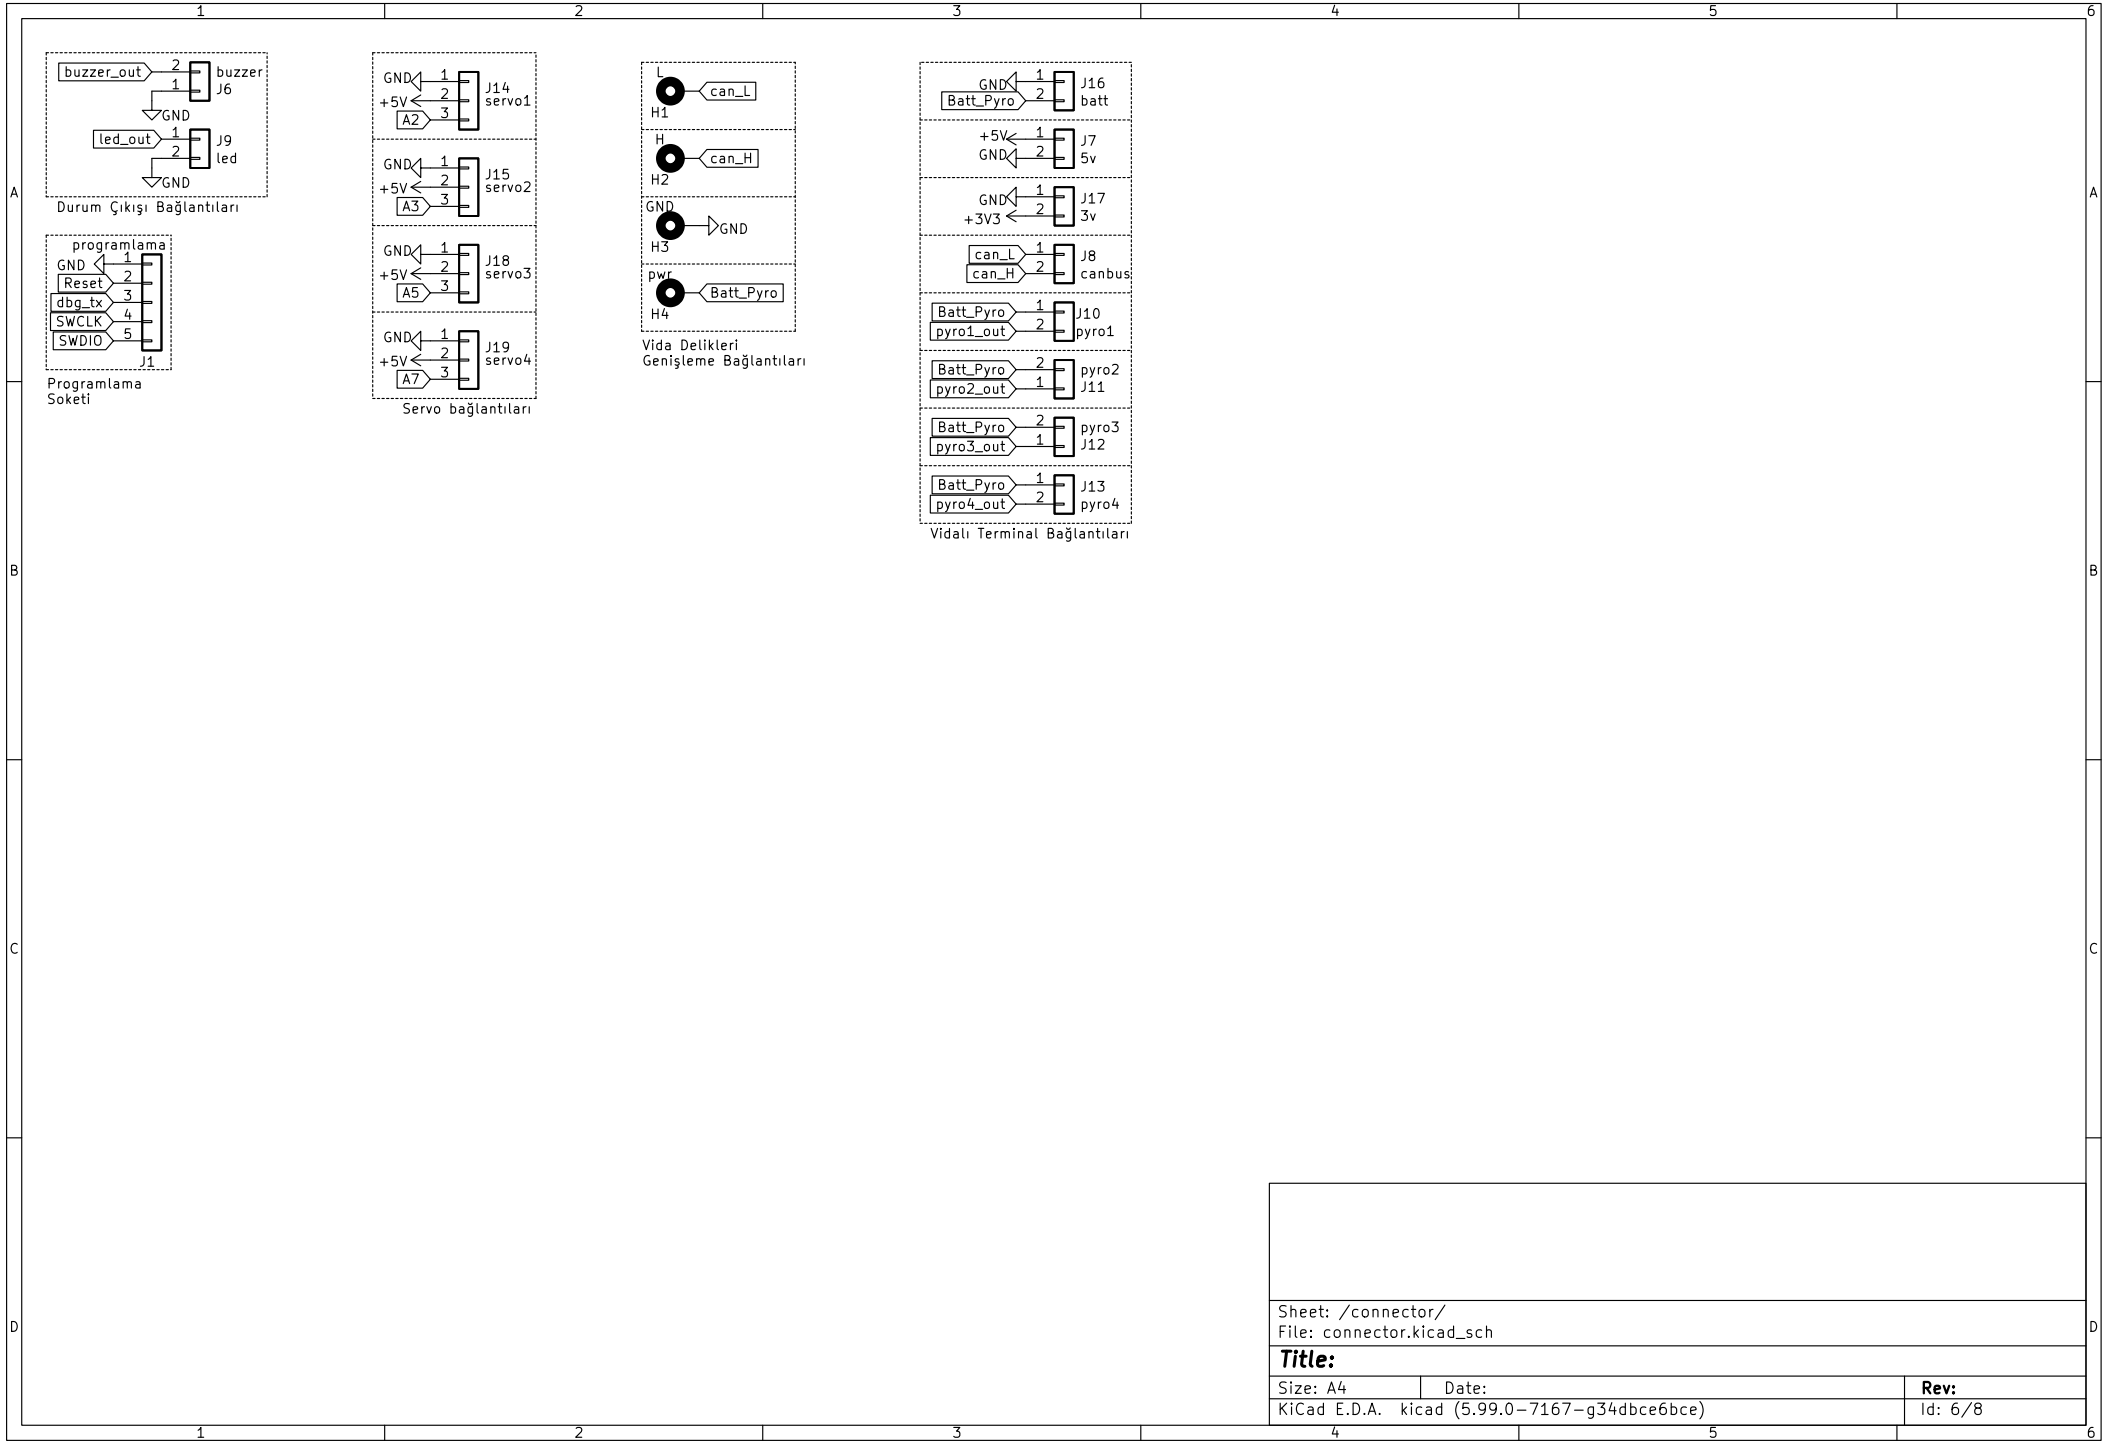 1 2 3 4 5 6
buzzer_out 2 buzzer
1 J6
GND
led_out 1 J9
2 led
GND
Durum Çıkışı Bağlantıları
programlama
GND 1
Reset 2
dbg_tx 3
SWCLK 4
SWDIO 5
J1
Programlama
Soketi
GND 1 J14
+5V 2 servo1
A2 3
GND 1 J15
+5V 2 servo2
A3 3
GND 1 J18
+5V 2 servo3
A5 3
GND 1 J19
+5V 2 servo4
A7 3
Servo bağlantıları
L
can_L
H1
H
can_H
H2
GND
GND
H3
pwr
Batt_Pyro
H4
Vida Delikleri
Genişleme Bağlantıları
GND 1 J16
Batt_Pyro 2 batt
+5V 1 J7
GND 2 5v
GND 1 J17
+3V3 2 3v
can_L 1 J8
can_H 2 canbus
Batt_Pyro 1 J10
pyro1_out 2 pyro1
Batt_Pyro 2 pyro2
pyro2_out 1 J11
Batt_Pyro 2 pyro3
pyro3_out 1 J12
Batt_Pyro 1 J13
pyro4_out 2 pyro4
Vidalı Terminal Bağlantıları
A A
B B
C C
D D
Sheet: /connector/
File: connector.kicad_sch
Title:
Size: A4 Date: Rev:
KiCad E.D.A. kicad (5.99.0-7167-g34dbce6bce) Id: 6/8
1 2 3 4 5 6